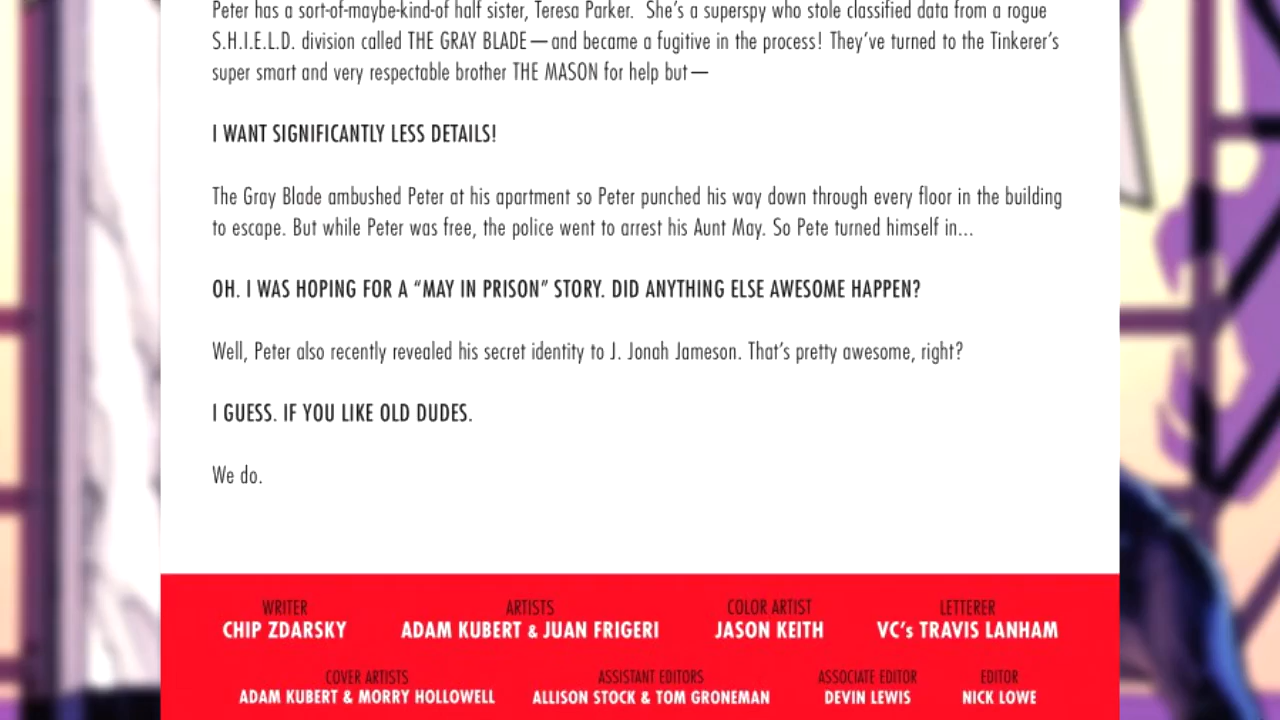 Peter has a sort-of-maybe-kind-of half sister, Teresa Parker.  She's a superspy who stole classified data from a rogue
S.H.I.E.L.D. division called THE GRAY BLADE — and became a fugitive in the process! They've turned to the Tinkerer's
super smart and very respectable brother THE MASON for help but —
I WANT SIGNIFICANTLY LESS DETAILS!
The Gray Blade ambushed Peter at his apartment so Peter punched his way down through every floor in the building
to escape. But while Peter was free, the police went to arrest his Aunt May. So Pete turned himself in...
OH. I WAS HOPING FOR A “MAY IN PRISON” STORY. DID ANYTHING ELSE AWESOME HAPPEN?
Well, Peter also recently revealed his secret identity to J. Jonah Jameson. That's pretty awesome, right?
I GUESS. IF YOU LIKE OLD DUDES.
We do.
WRITER ARTISTS COLOR ARTIST LETTERER
CHIP ZDARSKY ADAM KUBERT & JUAN FRIGERI JASON KEITH VC's TRAVIS LANHAM
COVER ARTISTS ASSISTANT EDITORS ASSOCIATE EDITOR EDITOR
ADAM KUBERT & MORRY HOLLOWELL ALLISON STOCK & TOM GRONEMAN DEVIN LEWIS NICK LOWE